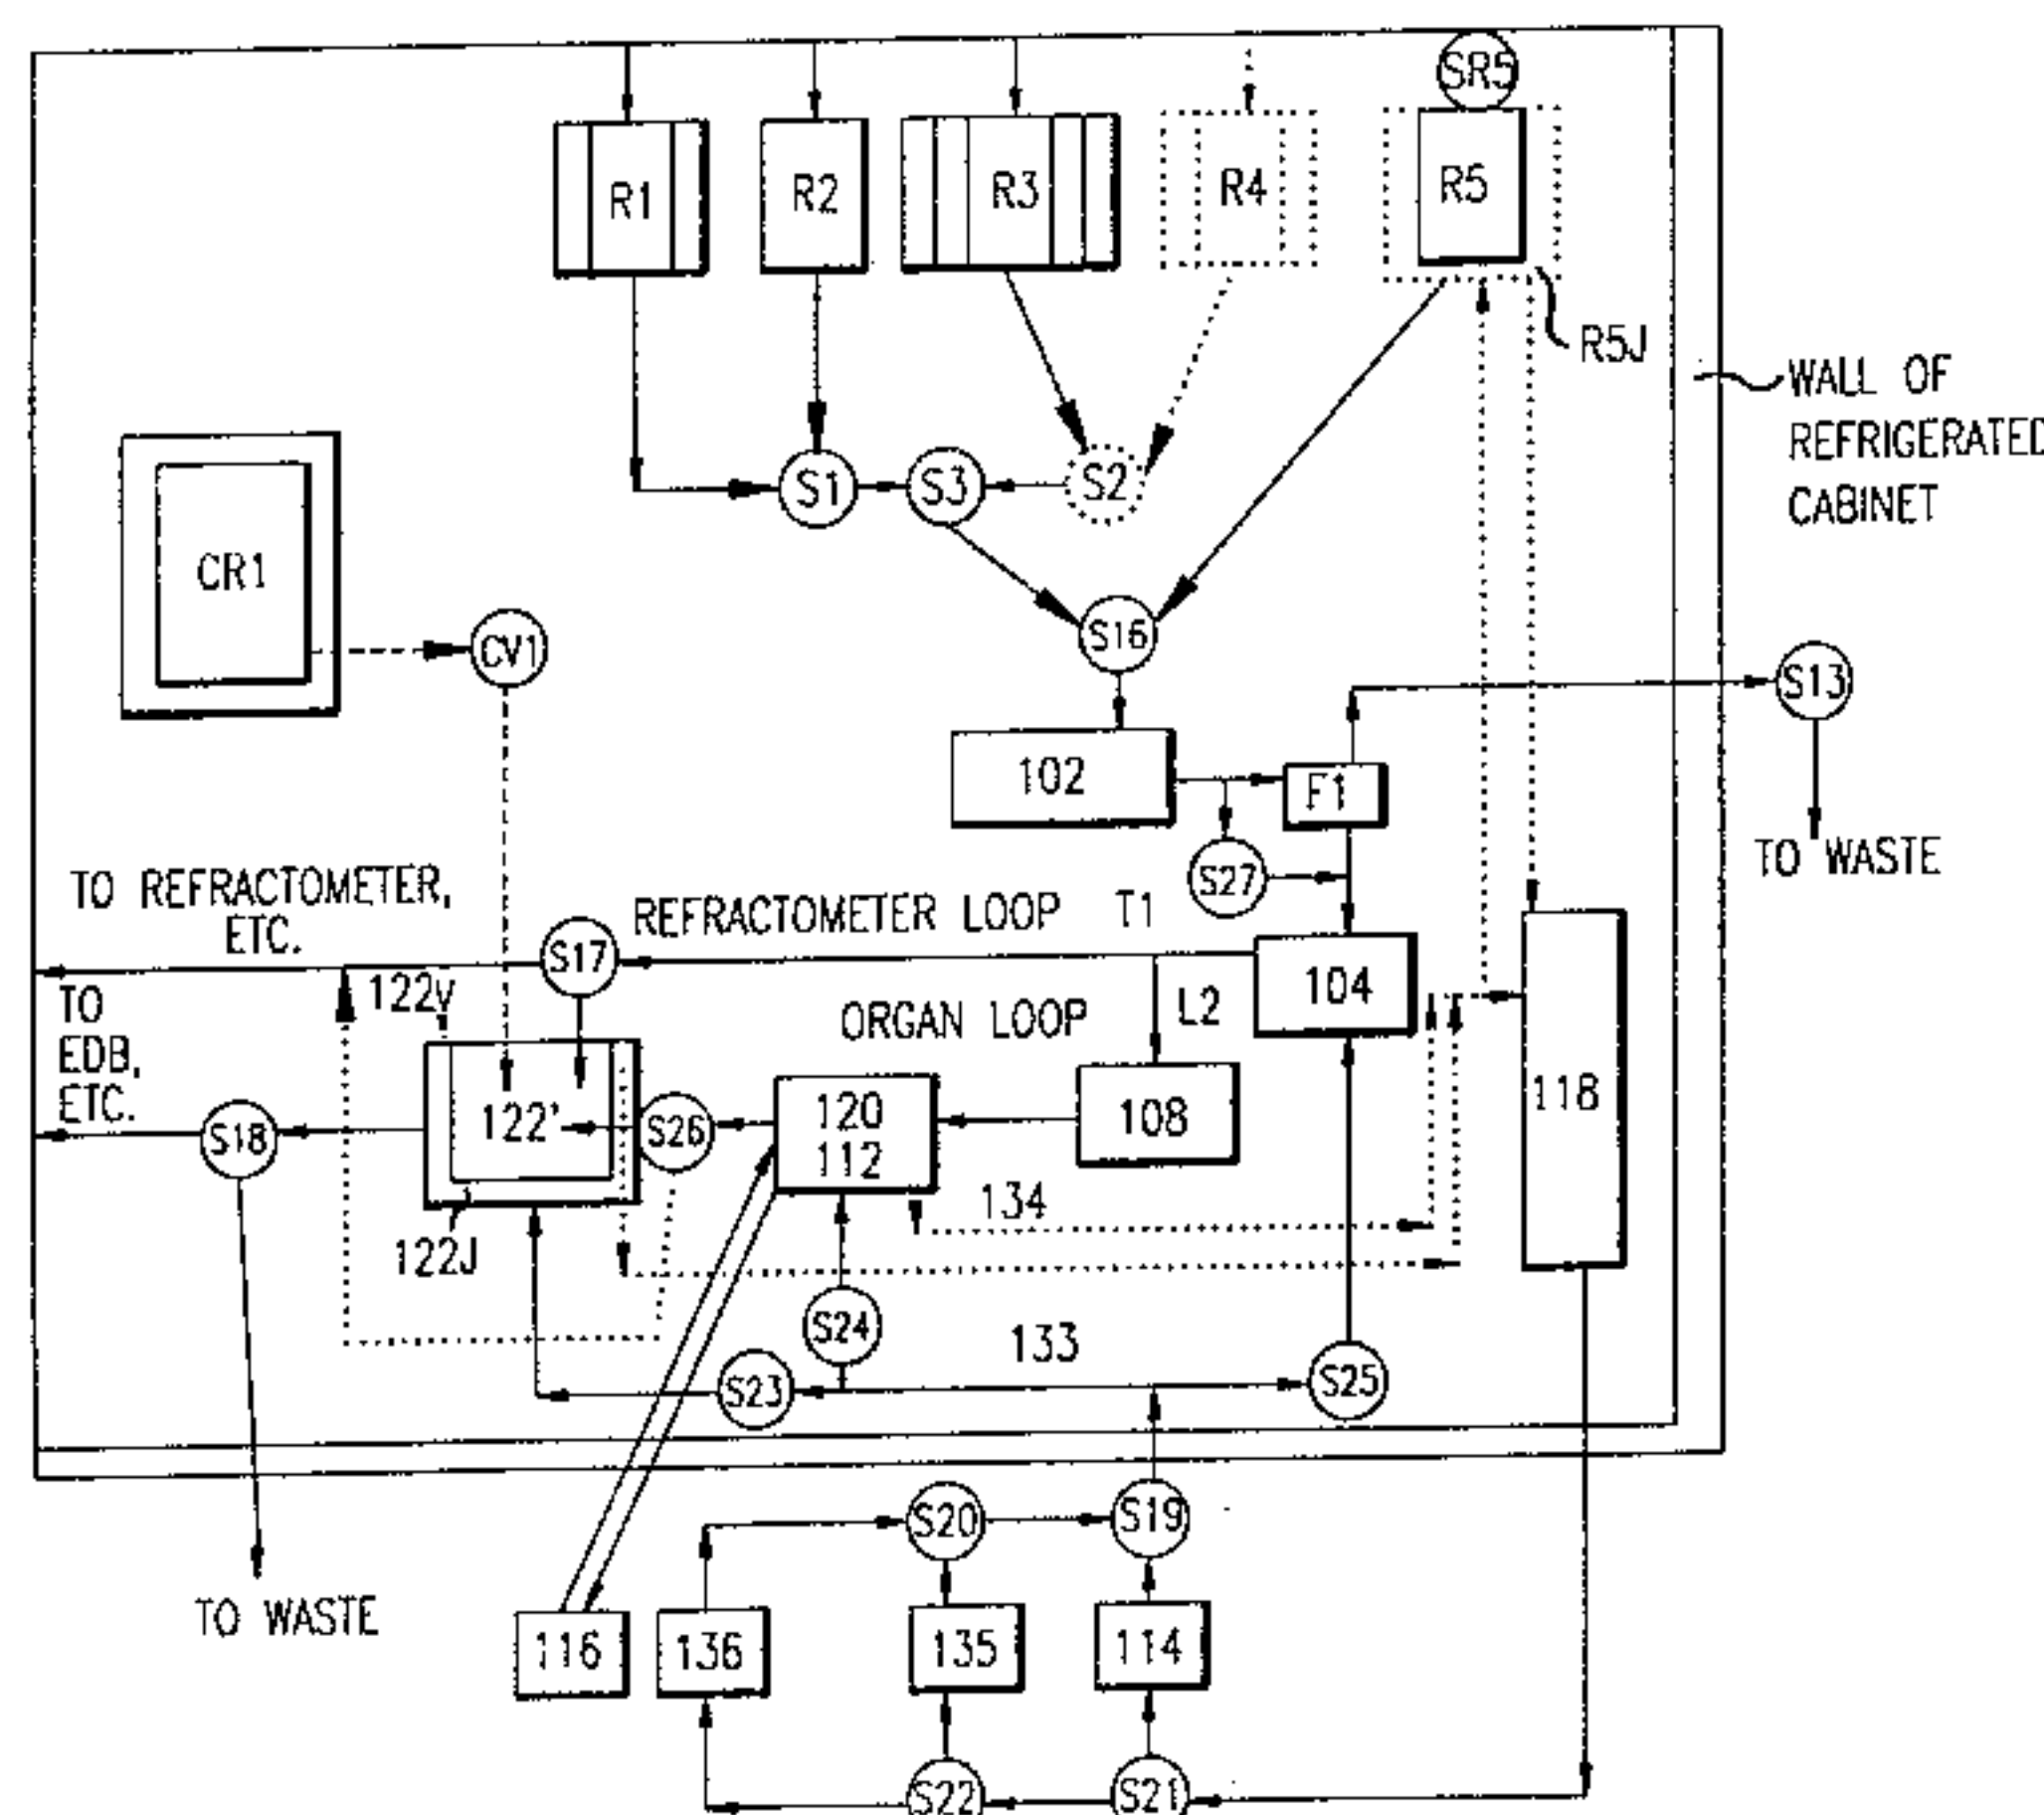 SR5
R1
R2
R3
R4
R5
R5J
WALL OF
REFRIGERATED
CABINET
S1
S3
S2
CR1
CV1
S16
S13
102
F1
TO WASTE
S27
TO REFRACTOMETER,
ETC.
REFRACTOMETER LOOP T1
S17
104
122V
TO
EDB,
ETC.
ORGAN LOOP
L2
118
S18
122'
S26
120
112
108
134
122J
S24
133
S23
S25
S20
S19
TO WASTE
116
136
135
114
S22
S21